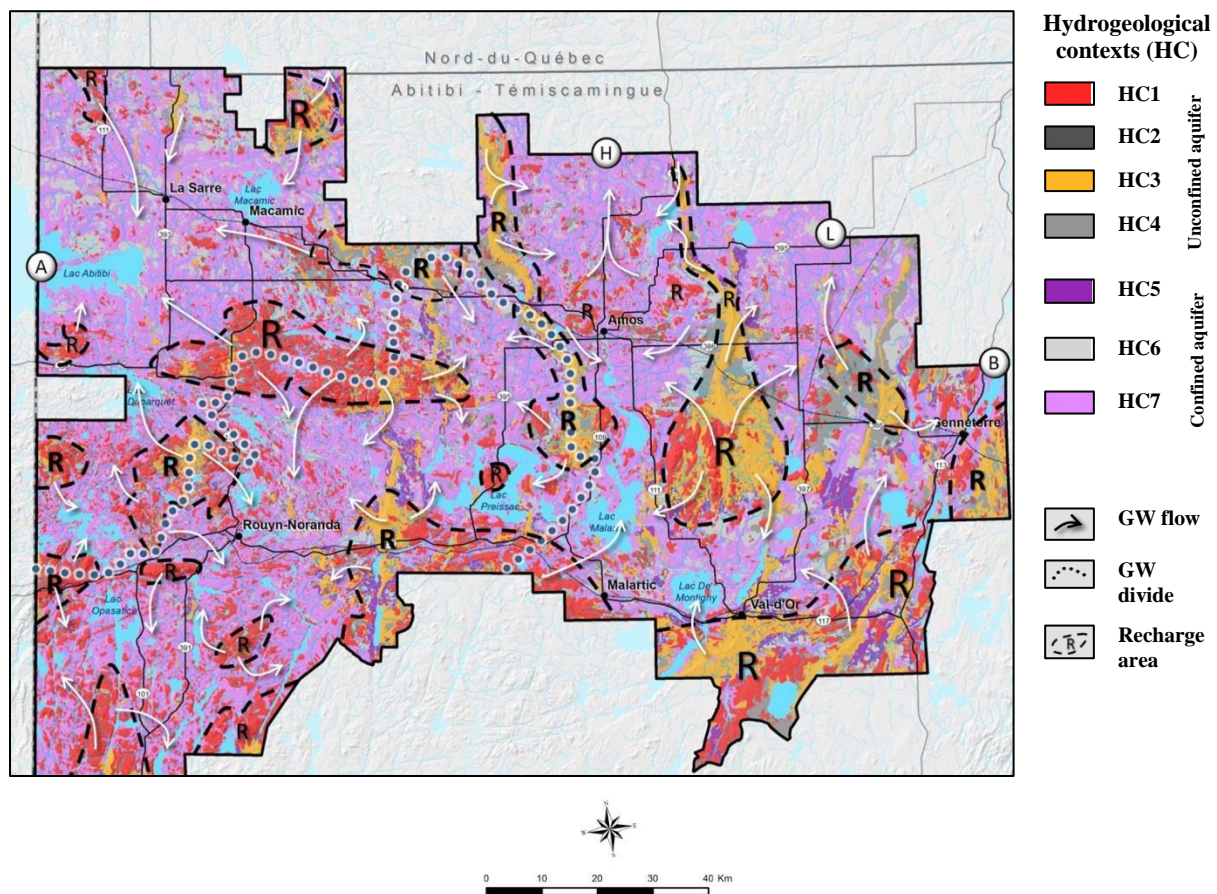 Nord-du-Québec
Abitibi - Témiscamingue
R
R
111
H
La Sarre
Lac
Macamic
Macamic
R
393
R
L
395
A
Lac Abitibi
R
R
R
R
Amos
R
R
386
395
R
B
Senneterre
R
R
R
109
R
R
113
R
111
397
Lac
Preissac
Lac
Rouyn-Noranda
R
R
R
Malartic
Lac De
Montigny
Val-d'Or
117
R
Lac
Opasatica
391
R
R
101
R
Hydrogeological
contexts (HC)
HC1
HC2
HC3
HC4
Unconfined aquifer
HC5
HC6
HC7
Confined aquifer
GW flow
GW
divide
R
Recharge
area
N
E
S
W
0 10 20 30 40 Km